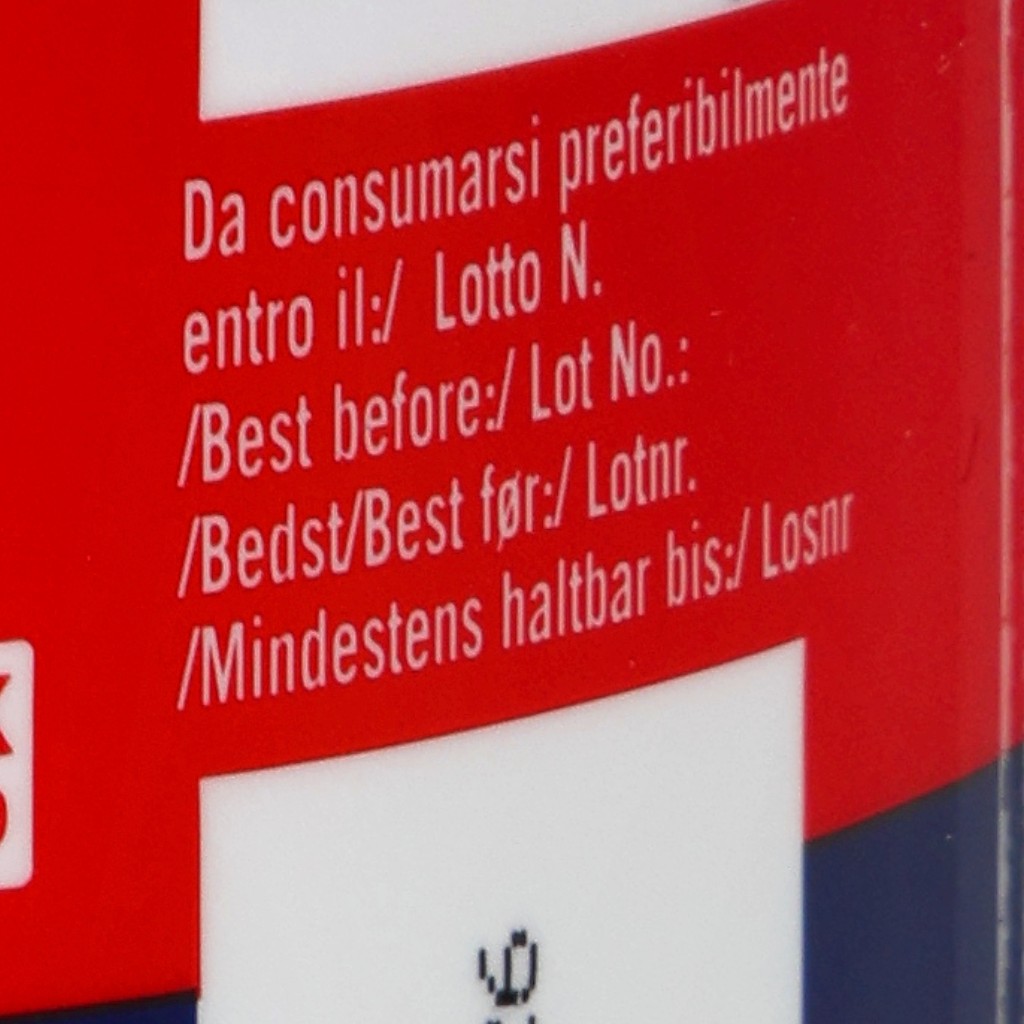 Da consumarsi preferibilmente
entro il:/ Lotto N.
/Best before:/ Lot No.:
/Bedst/Best før:/ Lotnr.
/Mindestens haltbar bis:/ Losnr